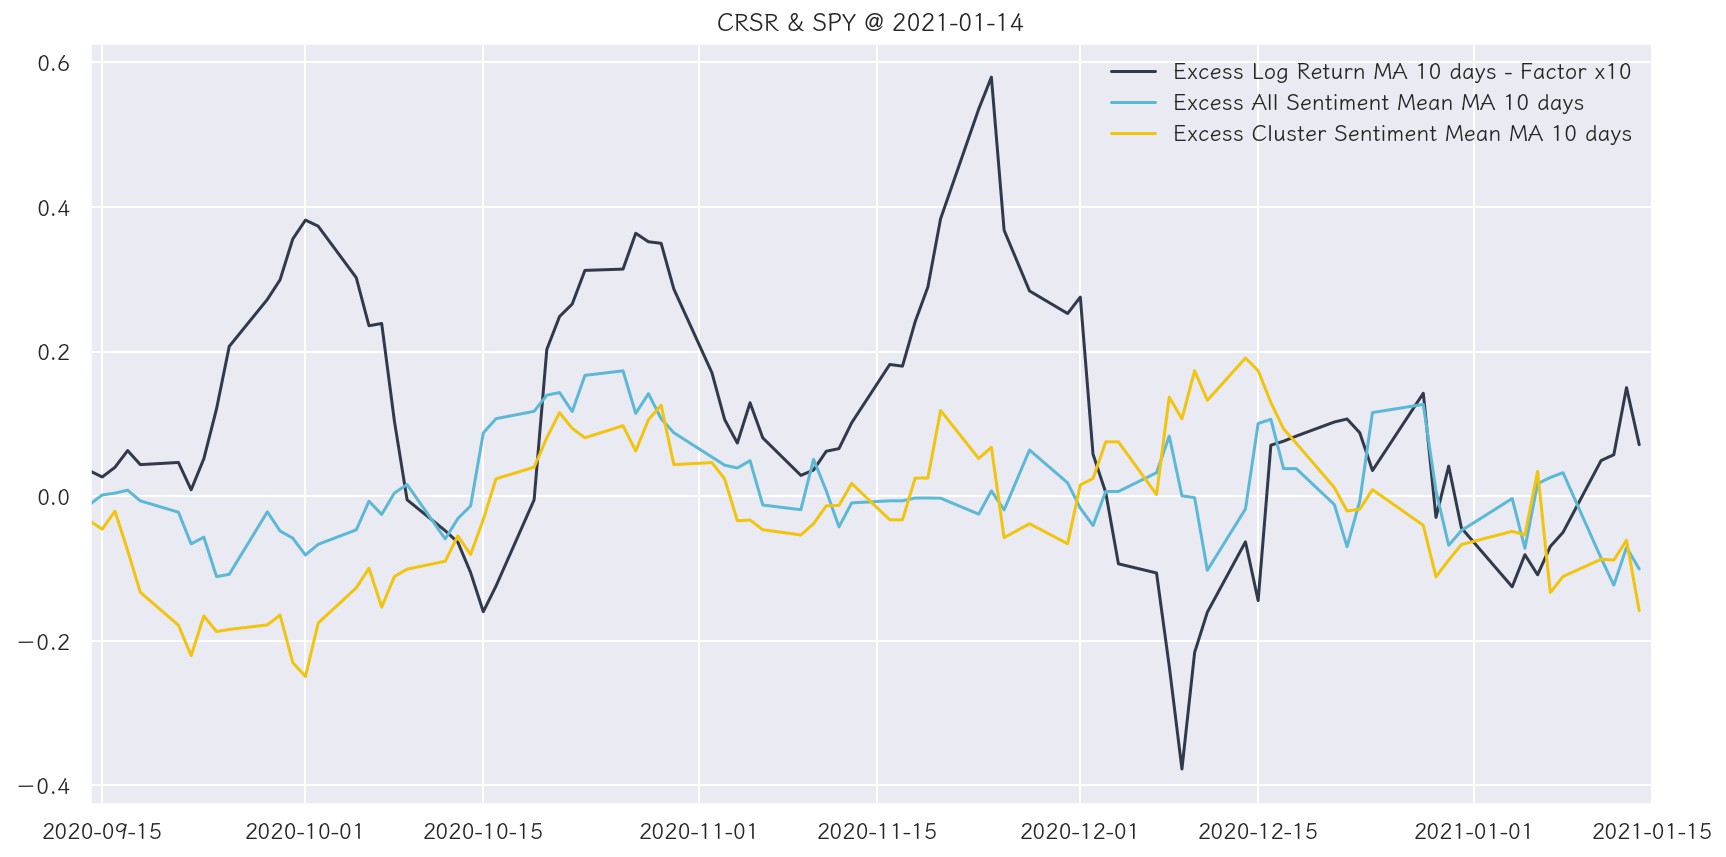 CRSR & SPY @ 2021-01-14
Excess Log Return MA 10 days - Factor x10
Excess All Sentiment Mean MA 10 days
Excess Cluster Sentiment Mean MA 10 days
0.6
0.4
0.2
0.0
−0.2
−0.4
2020-09-15 2020-10-01 2020-10-15 2020-11-01 2020-11-15 2020-12-01 2020-12-15 2021-01-01 2021-01-15